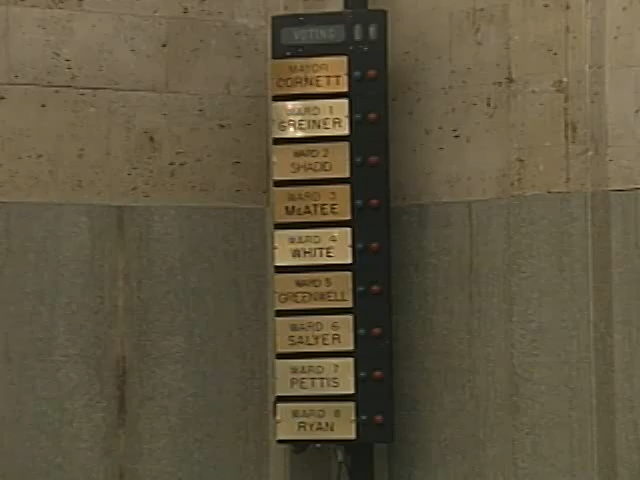 VOTING
MAYOR
CORNETT
WARD 1
GREINER
WARD 2
SHADID
WARD 3
McATEE
WARD 4
WHITE
WARD 5
GREENWELL
WARD 6
SALYER
WARD 7
PETTIS
WARD 8
RYAN